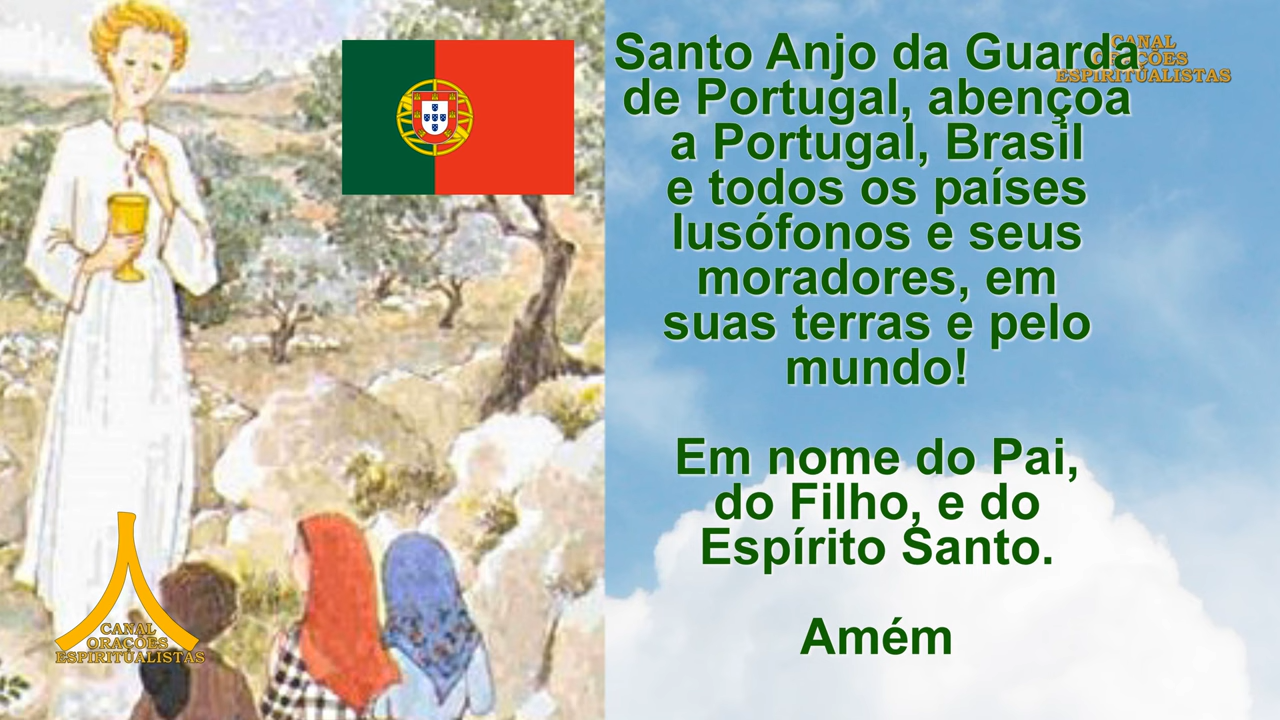 Santo Anjo da Guarda
de Portugal, abençoa
a Portugal, Brasil
e todos os países
lusófonos e seus
moradores, em
suas terras e pelo
mundo!
Em nome do Pai,
do Filho, e do
Espírito Santo.
Amém
CANAL
ORAÇÕES
ESPIRITUALISTAS
CANAL
ORAÇÕES
ESPIRITUALISTAS